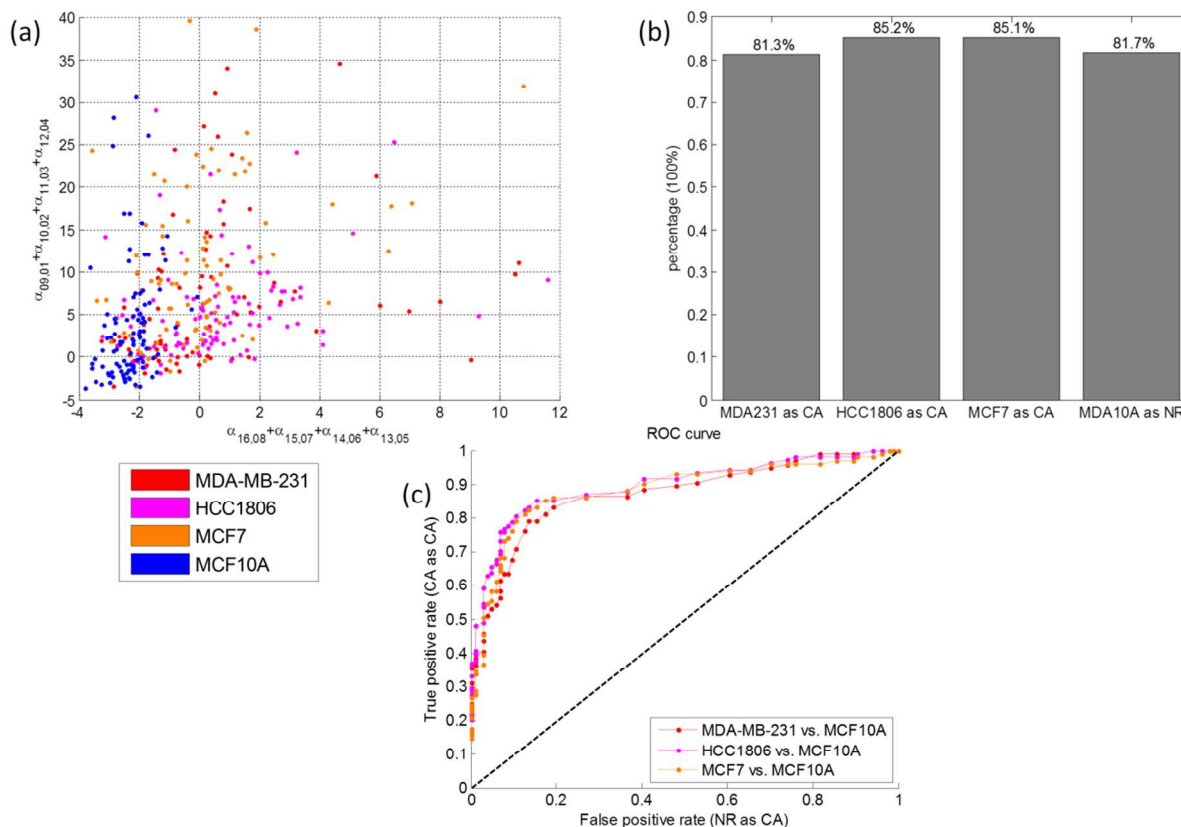 (a)
40
35
30
25
20
15
10
5
0
-5
α09,01+α10,02+α11,03+α12,04
-4 -2 0 2 4 6 8 10 12
α16,08+α15,07+α14,06+α13,05
MDA-MB-231
HCC1806
MCF7
MCF10A
(b)
0.9
0.8
0.7
0.6
0.5
0.4
0.3
0.2
0.1
0
percentage (100%)
81.3% 85.2% 85.1% 81.7%
MDA231 as CA HCC1806 as CA MCF7 as CA MDA10A as NR
ROC curve
(c)
1
0.9
0.8
0.7
0.6
0.5
0.4
0.3
0.2
0.1
0
True positive rate (CA as CA)
MDA-MB-231 vs. MCF10A
HCC1806 vs. MCF10A
MCF7 vs. MCF10A
0 0.2 0.4 0.6 0.8 1
False positive rate (NR as CA)